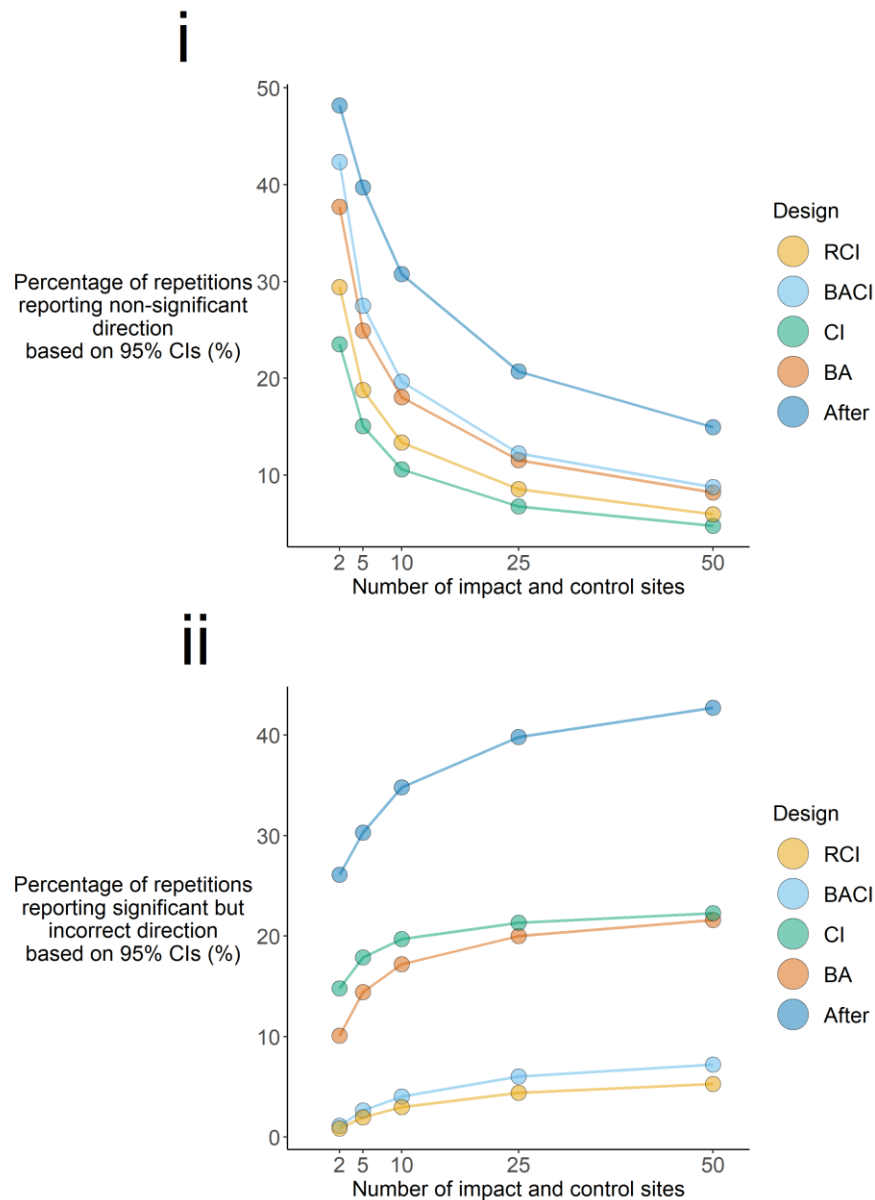 i
50
40
30
20
10
Percentage of repetitions
reporting non-significant
direction
based on 95% CIs (%)
2 5 10 25 50
Number of impact and control sites
Design
RCI
BACI
CI
BA
After
ii
40
30
20
10
0
Percentage of repetitions
reporting significant but
incorrect direction
based on 95% CIs (%)
2 5 10 25 50
Number of impact and control sites
Design
RCI
BACI
CI
BA
After